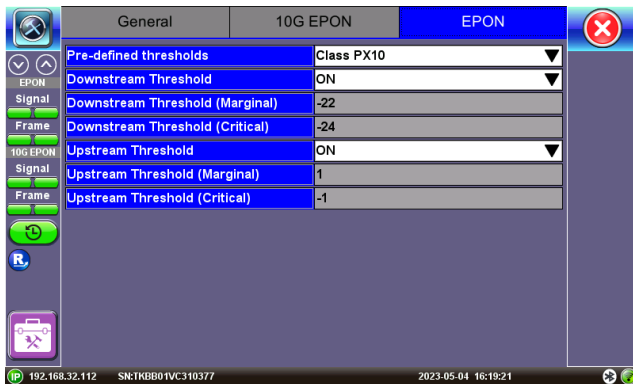 General 10G EPON EPON
Pre-defined thresholds Class PX10
EPON
Downstream Threshold ON
Signal
Downstream Threshold (Marginal) -22
Frame
Downstream Threshold (Critical) -24
10G EPON
Upstream Threshold ON
Signal
Upstream Threshold (Marginal) 1
Frame
Upstream Threshold (Critical) -1
R
IP 192.168.32.112 SN:TKBB01VC310377 2023-05-04 16:19:21